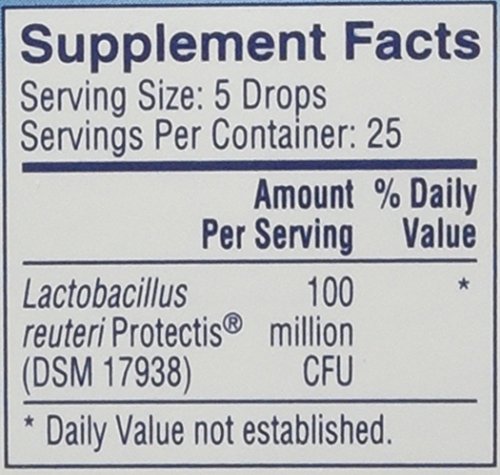 Supplement Facts
Serving Size: 5 Drops
Servings Per Container: 25
Amount % Daily
Per Serving Value
Lactobacillus 100 *
reuteri Protectis® million
(DSM 17938) CFU
* Daily Value not established.